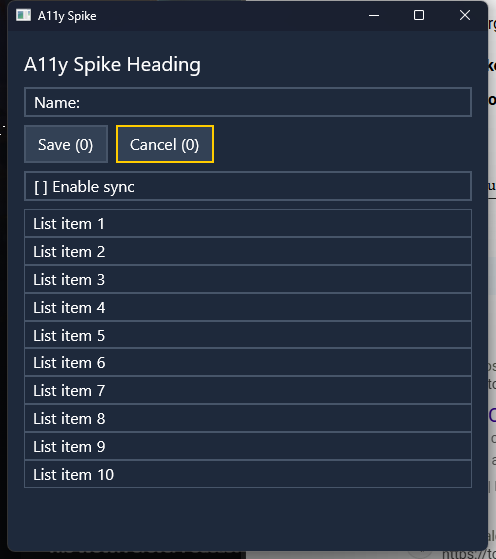 A11y Spike
A11y Spike Heading
Name:
Save (0) Cancel (0)
[ ] Enable sync
List item 1
List item 2
List item 3
List item 4
List item 5
List item 6
List item 7
List item 8
List item 9
List item 10